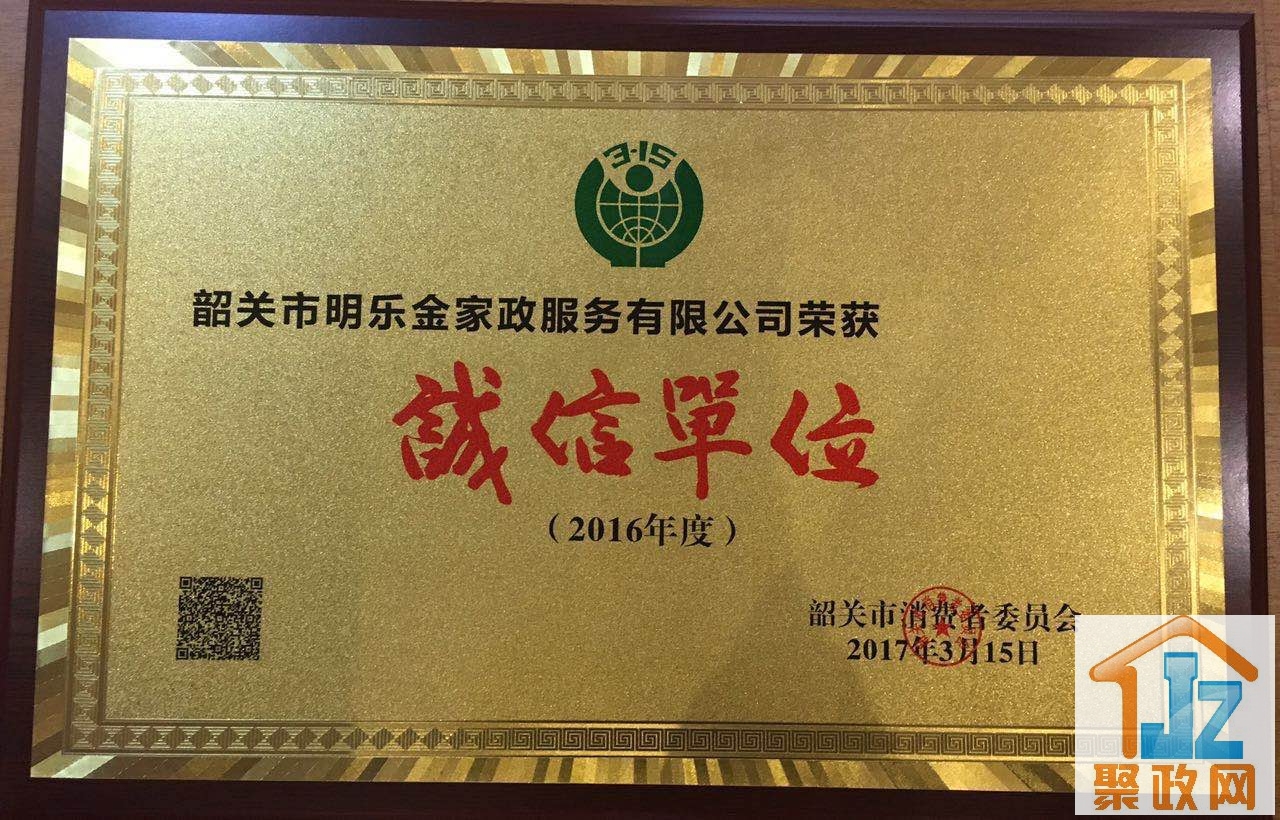 3·15
韶关市明乐金家政服务有限公司荣获
誠信單位
（2016年度）
韶关市消费者委员会
2017年3月15日
JZ
聚政网